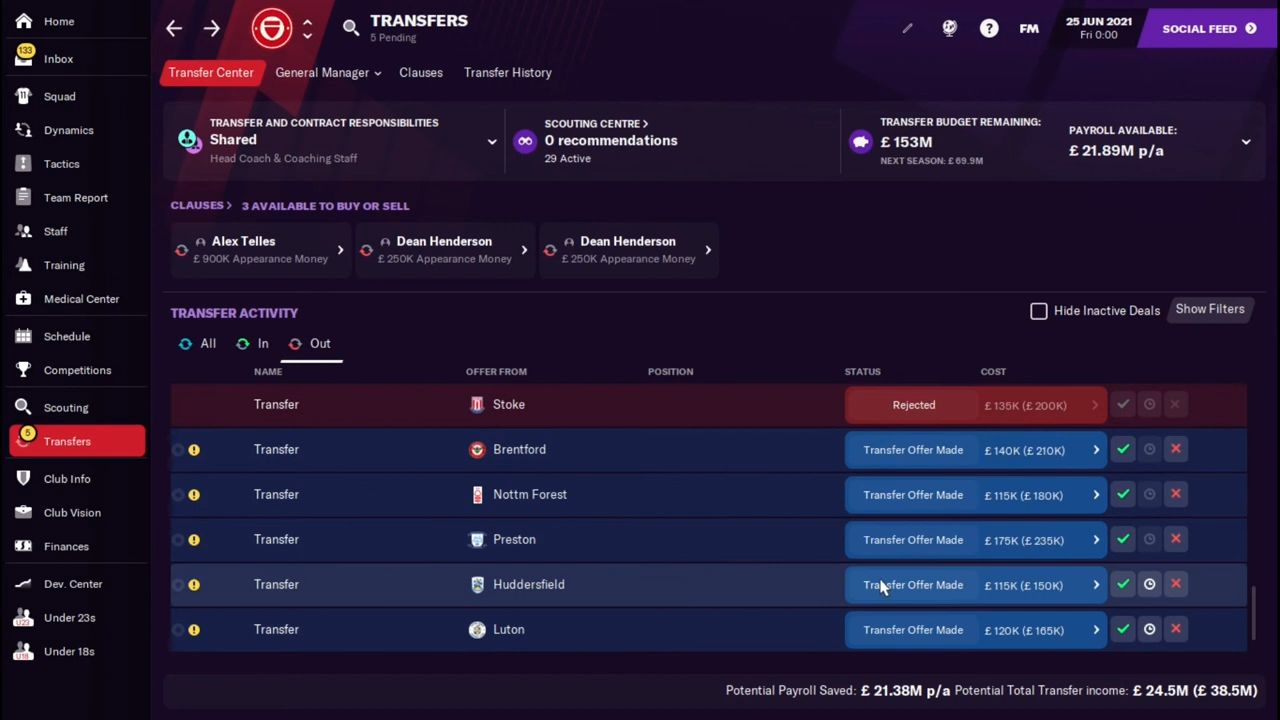 Home
133
Inbox
11
Squad
Dynamics
Tactics
Team Report
Staff
Training
Medical Center
Schedule
Competitions
Scouting
5
Transfers
Club Info
Club Vision
Finances
Dev. Center
U23
Under 23s
U18
Under 18s
TRANSFERS
5 Pending
?
FM
25 JUN 2021
Fri 0:00
SOCIAL FEED
Transfer Center
General Manager
Clauses
Transfer History
TRANSFER AND CONTRACT RESPONSIBILITIES
Shared
Head Coach & Coaching Staff
SCOUTING CENTRE >
0 recommendations
29 Active
TRANSFER BUDGET REMAINING:
£ 153M
NEXT SEASON: £ 69.9M
PAYROLL AVAILABLE:
£ 21.89M p/a
CLAUSES > 3 AVAILABLE TO BUY OR SELL
Alex Telles
£ 900K Appearance Money
Dean Henderson
£ 250K Appearance Money
Dean Henderson
£ 250K Appearance Money
TRANSFER ACTIVITY
Hide Inactive Deals
Show Filters
All
In
Out
NAME OFFER FROM POSITION STATUS COST
Transfer Stoke Rejected £ 135K (£ 200K)
Transfer Brentford Transfer Offer Made £ 140K (£ 210K)
Transfer Nottm Forest Transfer Offer Made £ 115K (£ 180K)
Transfer Preston Transfer Offer Made £ 175K (£ 235K)
Transfer Huddersfield Transfer Offer Made £ 115K (£ 150K)
Transfer Luton Transfer Offer Made £ 120K (£ 165K)
Potential Payroll Saved: £ 21.38M p/a Potential Total Transfer income: £ 24.5M (£ 38.5M)